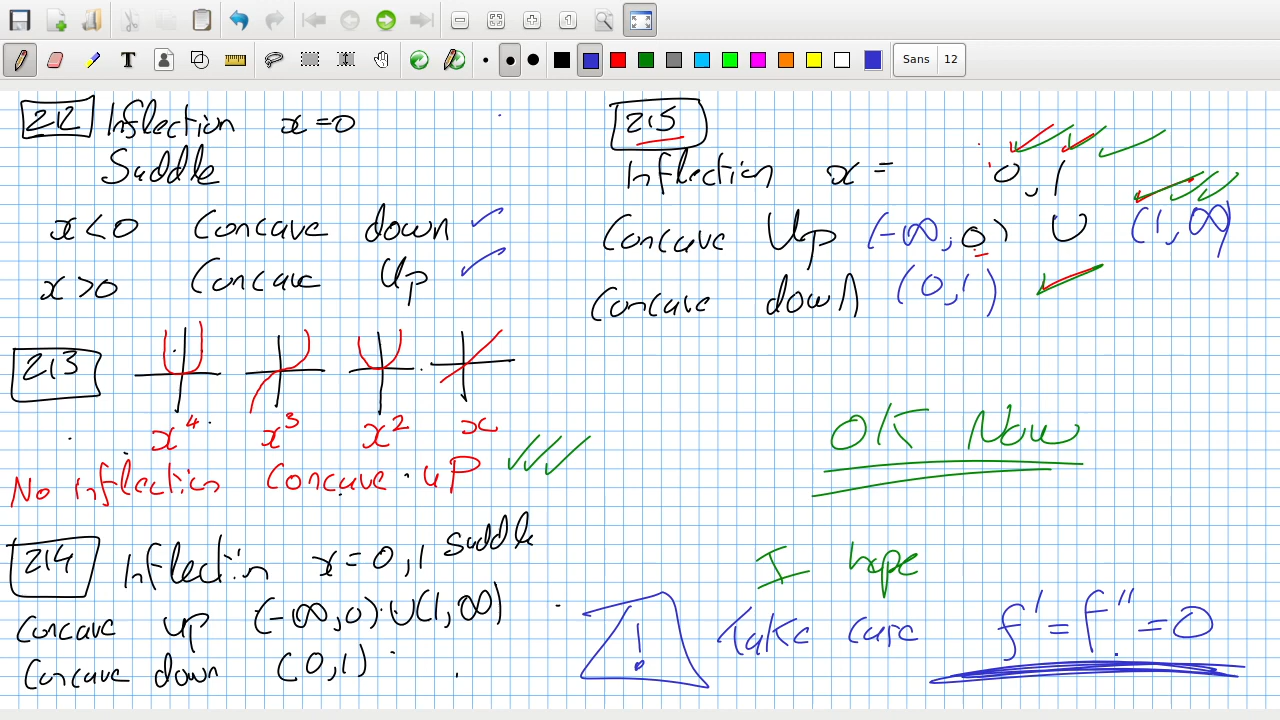 Sans 12
212 Inflection x=0
Saddle
x<0 Concave down
x>0 Concave Up
213
x⁴ x³ x² x
No inflection Concave up
214 Inflection x=0,1 saddle
concave up (-∞,0)∪(1,∞)
Concave down (0,1)
215
Inflection x= 0,1
Concave Up (-∞,0) ∪ (1,∞)
Concave down (0,1)
OK Now
I hope
! Take care f'=f''=0